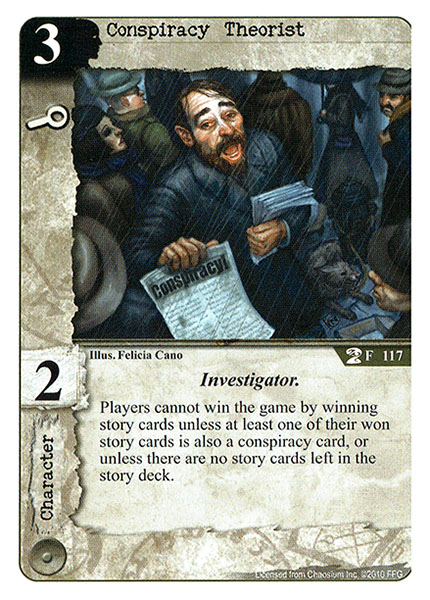 3
Conspiracy Theorist
Conspiracy!
Illus. Felicia Cano
F 117
2
Investigator.
Players cannot win the game by winning
story cards unless at least one of their won
story cards is also a conspiracy card, or
unless there are no story cards left in the
story deck.
Character
Licensed from Chaosium Inc. ©2010 FFG